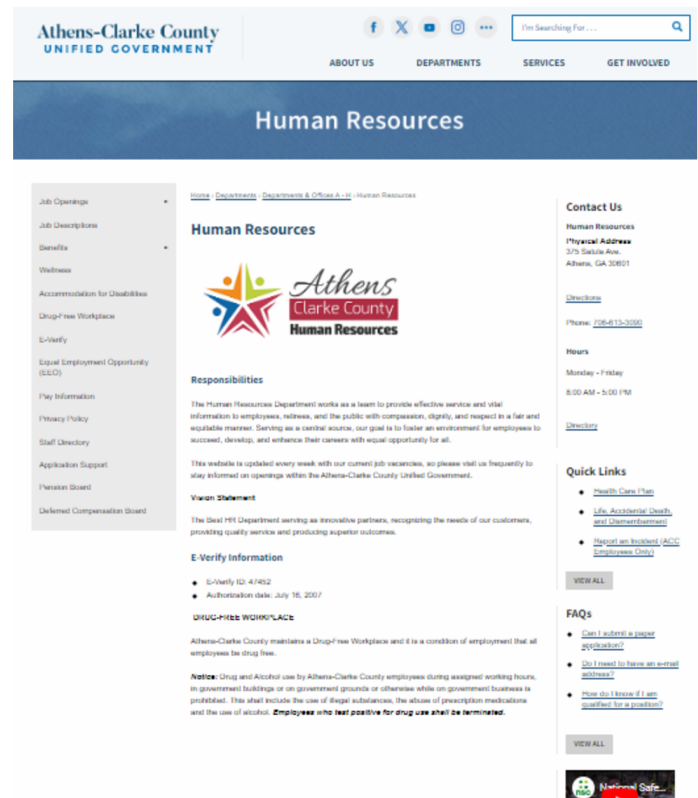 Athens-Clarke County
UNIFIED GOVERNMENT
I'm Searching For...
ABOUT US
DEPARTMENTS
SERVICES
GET INVOLVED
Human Resources
Job Openings
Job Descriptions
Benefits
Wellness
Accommodation for Disabilities
Drug-Free Workplace
E-Verify
Equal Employment Opportunity
(EEO)
Pay Information
Privacy Policy
Staff Directory
Application Support
Pension Board
Deferred Compensation Board
Home › Departments › Departments & Offices A - H › Human Resources
Human Resources
Athens
Clarke County
Human Resources
Responsibilities
The Human Resources Department works as a team to provide effective service and vital
information to employees, retirees, and the public with compassion, dignity, and respect in a fair and
equitable manner. Serving as a central source, our goal is to foster an environment for employees to
succeed, develop, and enhance their careers with equal opportunity for all.
This website is updated every week with our current job vacancies, so please visit us frequently to
stay informed on openings within the Athens-Clarke County Unified Government.
Vision Statement
The Best HR Department serving as innovative partners, recognizing the needs of our customers,
providing quality service and producing superior outcomes.
E-Verify Information
E-Verify ID: 47452
Authorization date: July 16, 2007
DRUG-FREE WORKPLACE
Athens-Clarke County maintains a Drug-Free Workplace and it is a condition of employment that all
employees be drug free.
Notice: Drug and Alcohol use by Athens-Clarke County employees during assigned working hours,
in government buildings or on government grounds or otherwise while on government business is
prohibited. This shall include the use of illegal substances, the abuse of prescription medications
and the use of alcohol. Employees who test positive for drug use shall be terminated.
Contact Us
Human Resources
Physical Address
375 Satula Ave.
Athens, GA 30601
Directions
Phone: 706-613-3090
Hours
Monday - Friday
8:00 AM - 5:00 PM
Directory
Quick Links
Health Care Plan
Life, Accidental Death,
and Dismemberment
Report an Incident (ACC
Employees Only)
VIEW ALL
FAQs
Can I submit a paper
application?
Do I need to have an e-mail
address?
How do I know if I am
qualified for a position?
VIEW ALL
nsc
National Safe...